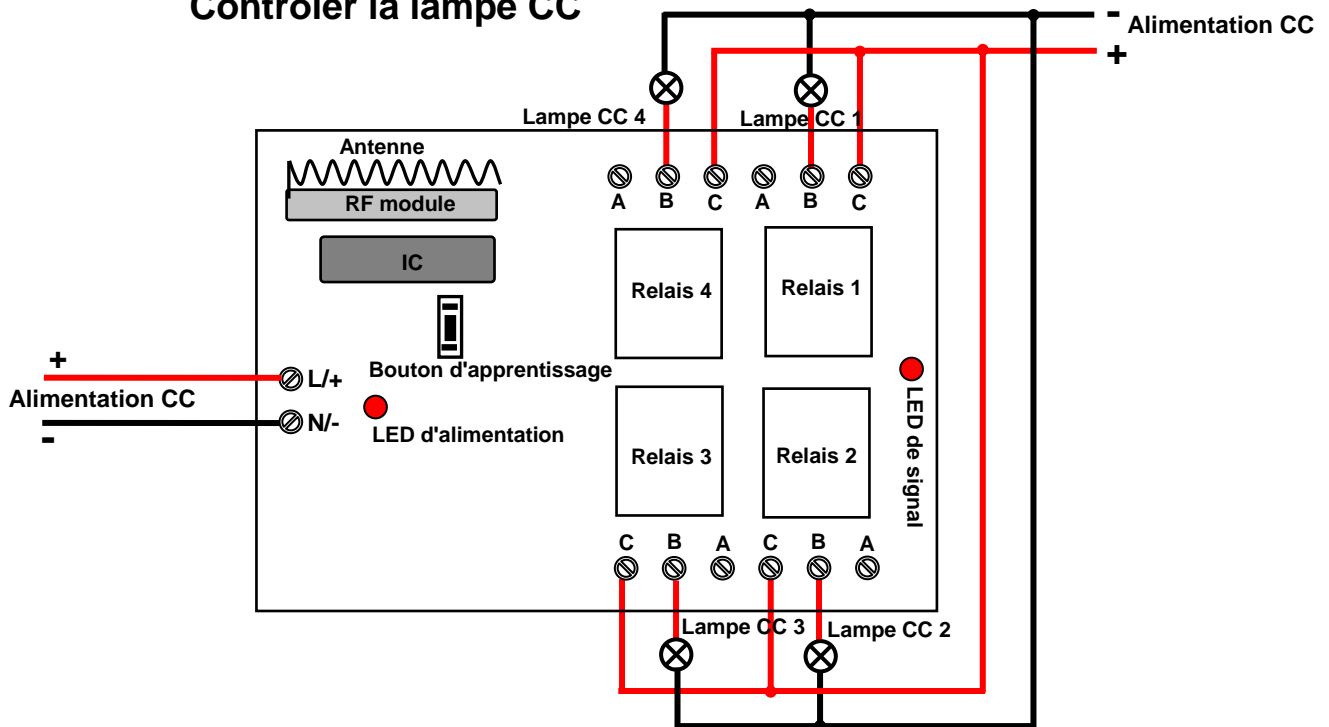 Contrôler la lampe CC
- Alimentation CC
+
Lampe CC 4
Lampe CC 1
Antenne
RF module
IC
A B C A B C
Relais 4
Relais 1
Bouton d'apprentissage
+
Alimentation CC
-
L/+
N/-
LED d'alimentation
LED de signal
Relais 3
Relais 2
C B A C B A
Lampe CC 3
Lampe CC 2